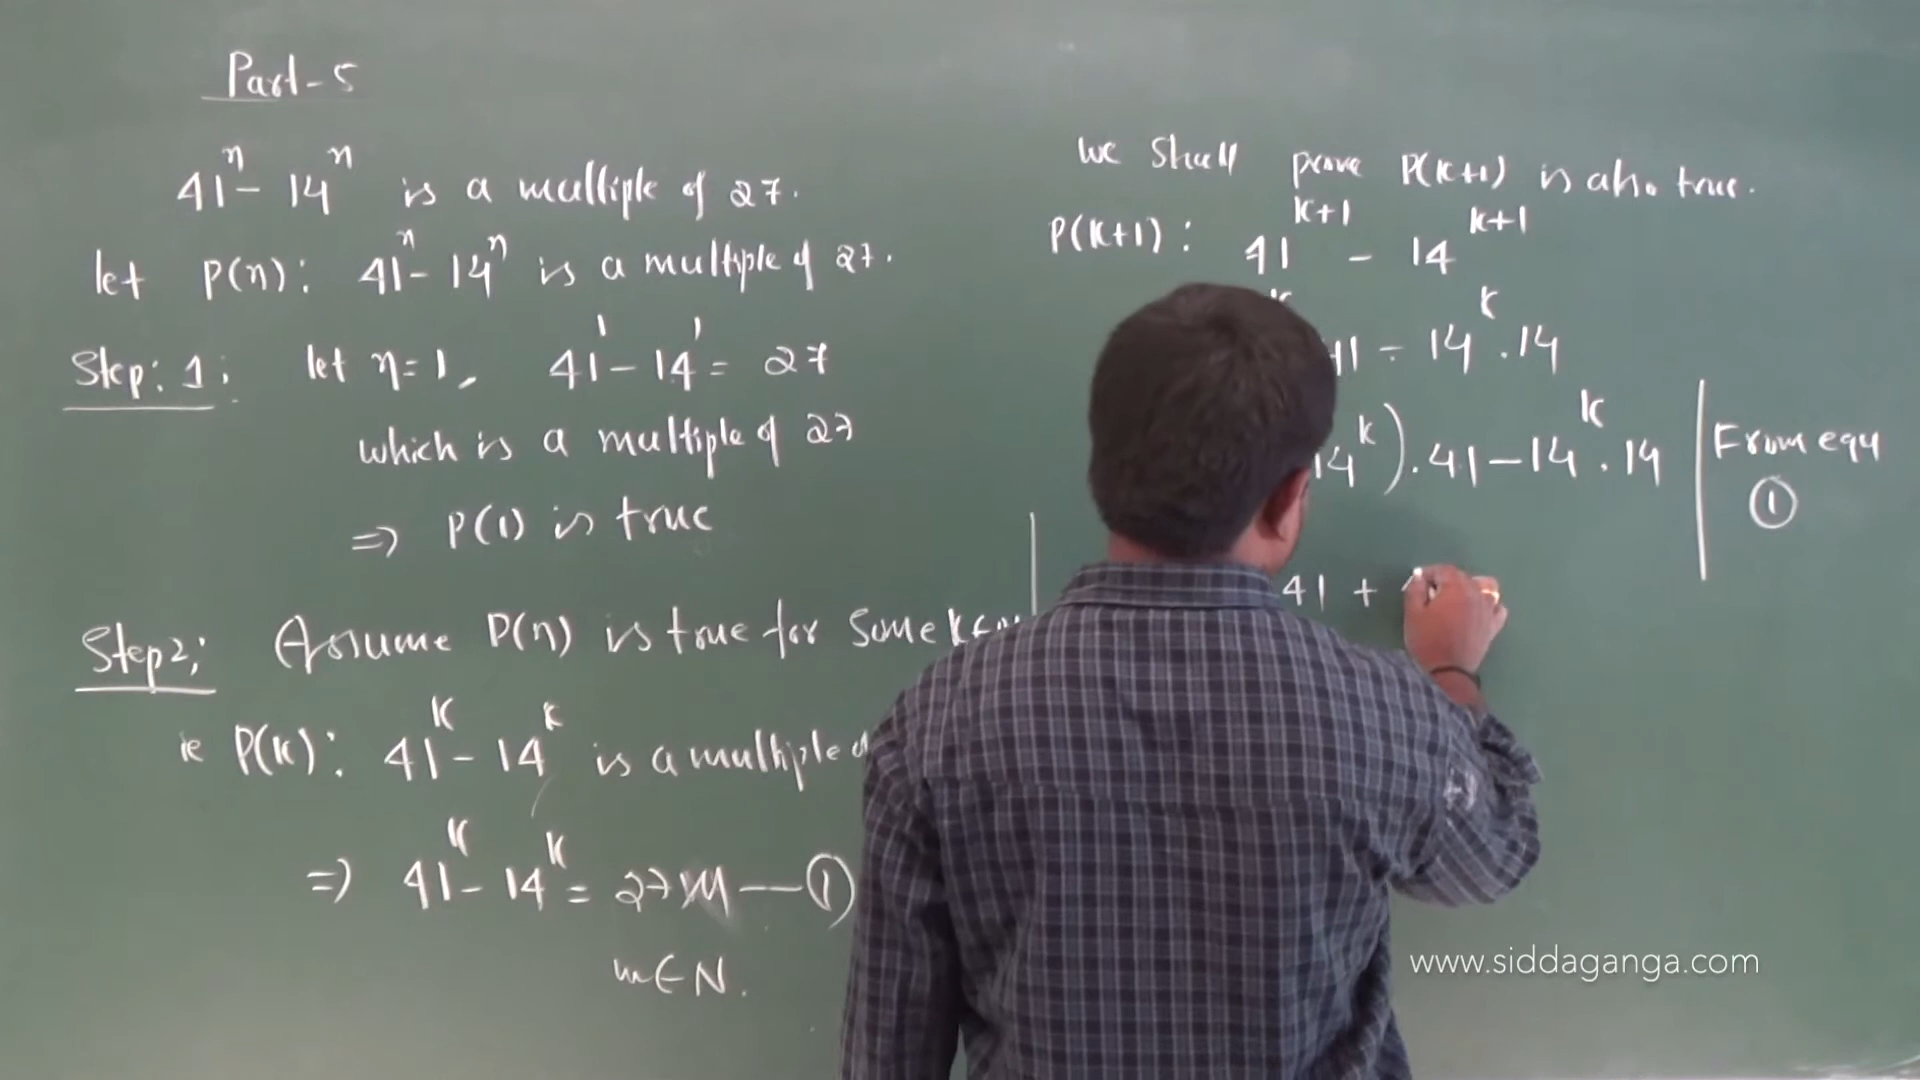 Part-5
41ⁿ - 14ⁿ is a multiple of 27.
let P(n): 41ⁿ - 14ⁿ is a multiple of 27.
Step: 1: let n=1, 41¹ - 14¹ = 27
which is a multiple of 27
=> P(1) is true
Step 2: Assume P(n) is true for some k
ie P(k): 41ᵏ - 14ᵏ is a multiple
=> 41ᵏ - 14ᵏ = 27 — ①
m∈N.
we shall prove P(k+1) is also true.
P(k+1): 41ᵏ⁺¹ - 14ᵏ⁺¹
41 - 14ᵏ.14
14ᵏ).41 - 14ᵏ.14 | From equ
①
41 +
www.siddaganga.com